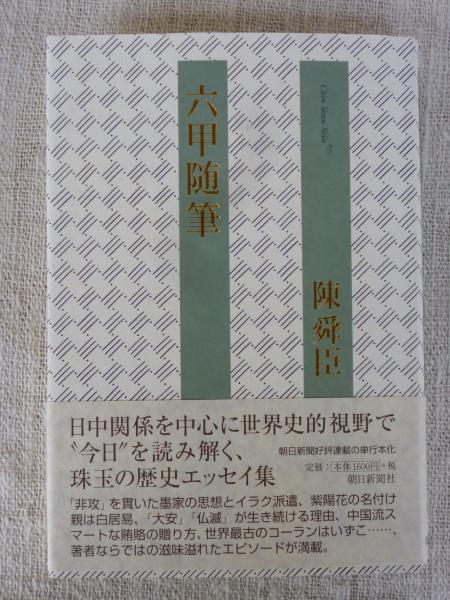 六甲随筆
Chin Shun Shin
陳舜臣
日中関係を中心に世界史的視野で
〝今日〟を読み解く、
珠玉の歴史エッセイ集
朝日新聞好評連載の単行本化
定価:本体1600円+税
朝日新聞社
「非攻」を貫いた墨家の思想とイラク派遣、紫陽花の名付け
親は白居易、「大安」「仏滅」が生き続ける理由、中国流ス
マートな賄賂の贈り方、世界最古のコーランはいずこ……、
著者ならではの滋味溢れたエピソードが満載。